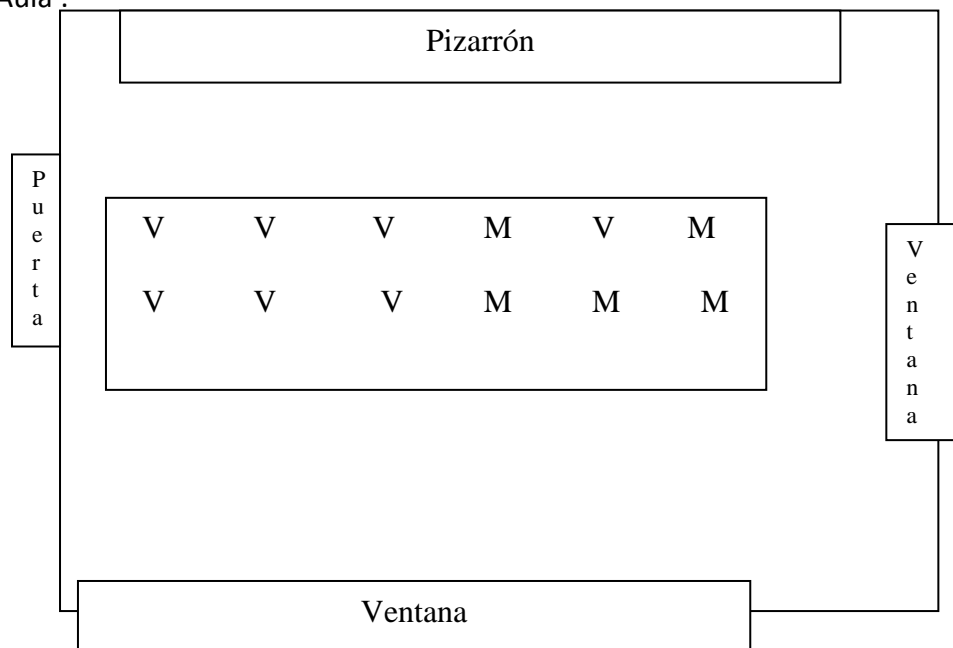 Aula :
Pizarrón
Puerta
V V V M V M
V V V M M M
Ventana
Ventana